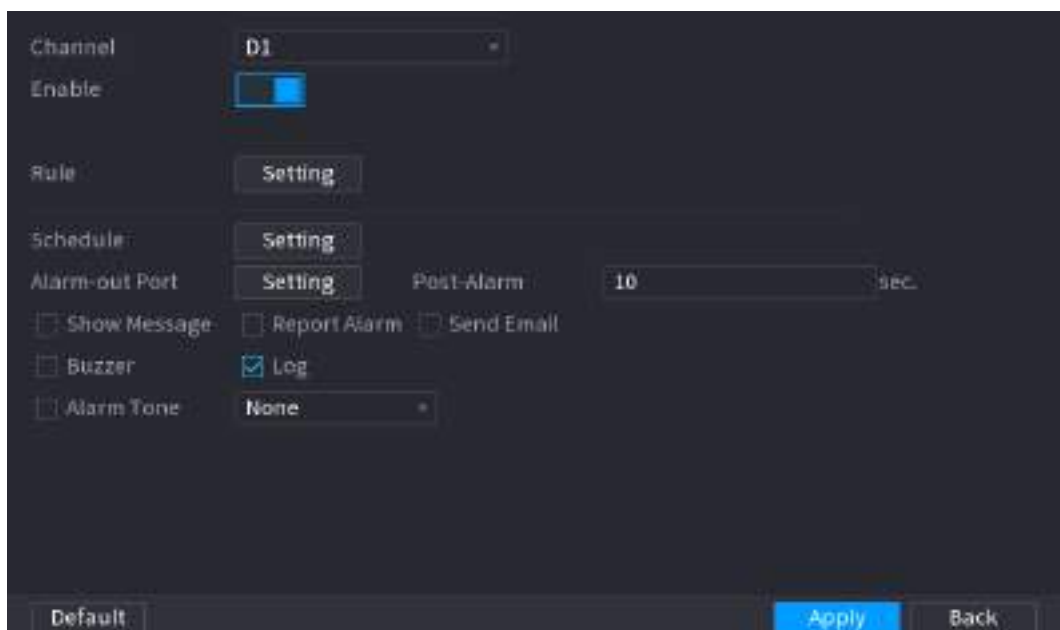 Channel D1
Enable
Rule Setting
Schedule Setting
Alarm-out Port Setting Post-Alarm 10 sec.
Show Message Report Alarm Send Email
Buzzer Log
Alarm Tone None
Default Apply Back